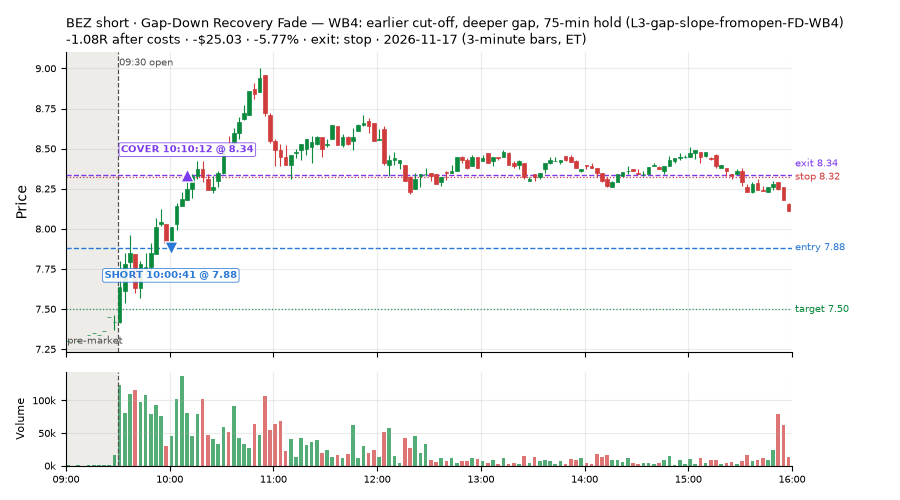 BEZ short · Gap-Down Recovery Fade — WB4: earlier cut-off, deeper gap, 75-min hold (L3-gap-slope-fromopen-FD-WB4)
-1.08R after costs · -$25.03 · -5.77% · exit: stop · 2026-11-17 (3-minute bars, ET)
09:30 open
9.00
8.75
COVER 10:10:12 @ 8.34
8.50
exit 8.34
stop 8.32
8.25
Price
8.00
entry 7.88
7.75
SHORT 10:00:41 @ 7.88
7.50
target 7.50
pre-market
7.25
100k
Volume
50k
0k
09:00
10:00
11:00
12:00
13:00
14:00
15:00
16:00